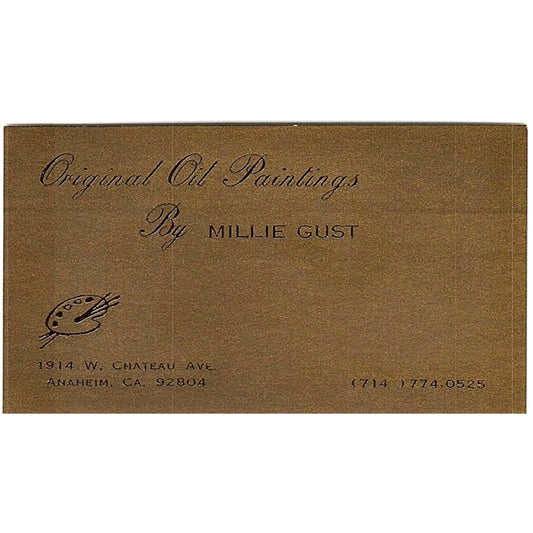 Original Oil Paintings
By MILLIE GUST
1914 W. CHATEAU AVE.
ANAHEIM, CA. 92804
(714 )774-0525